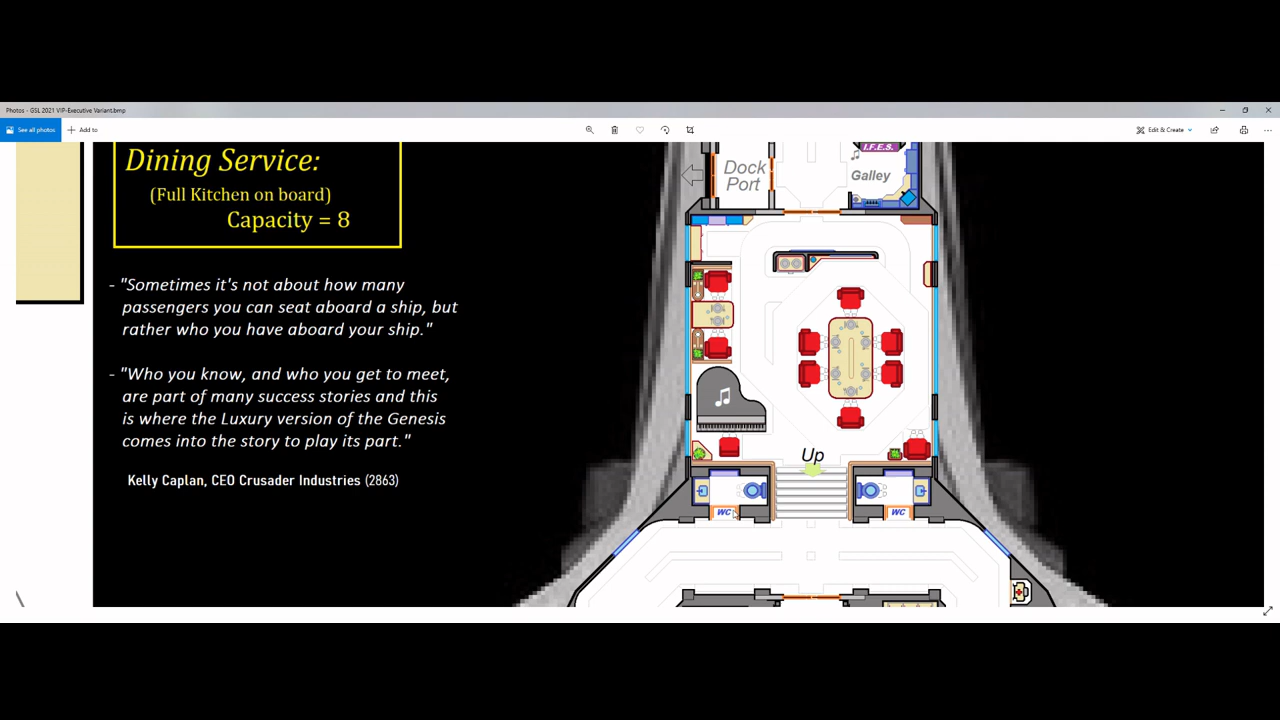 Photos - GSL 2021 VIP-Executive Variant.bmp
See all photos
Add to
Edit & Create
Dining Service:
(Full Kitchen on board)
Capacity = 8
- "Sometimes it's not about how many
passengers you can seat aboard a ship, but
rather who you have aboard your ship."
- "Who you know, and who you get to meet,
are part of many success stories and this
is where the Luxury version of the Genesis
comes into the story to play its part."
Kelly Caplan, CEO Crusader Industries (2863)
Dock
Port
I.F.E.S.
Galley
Up
WC
WC